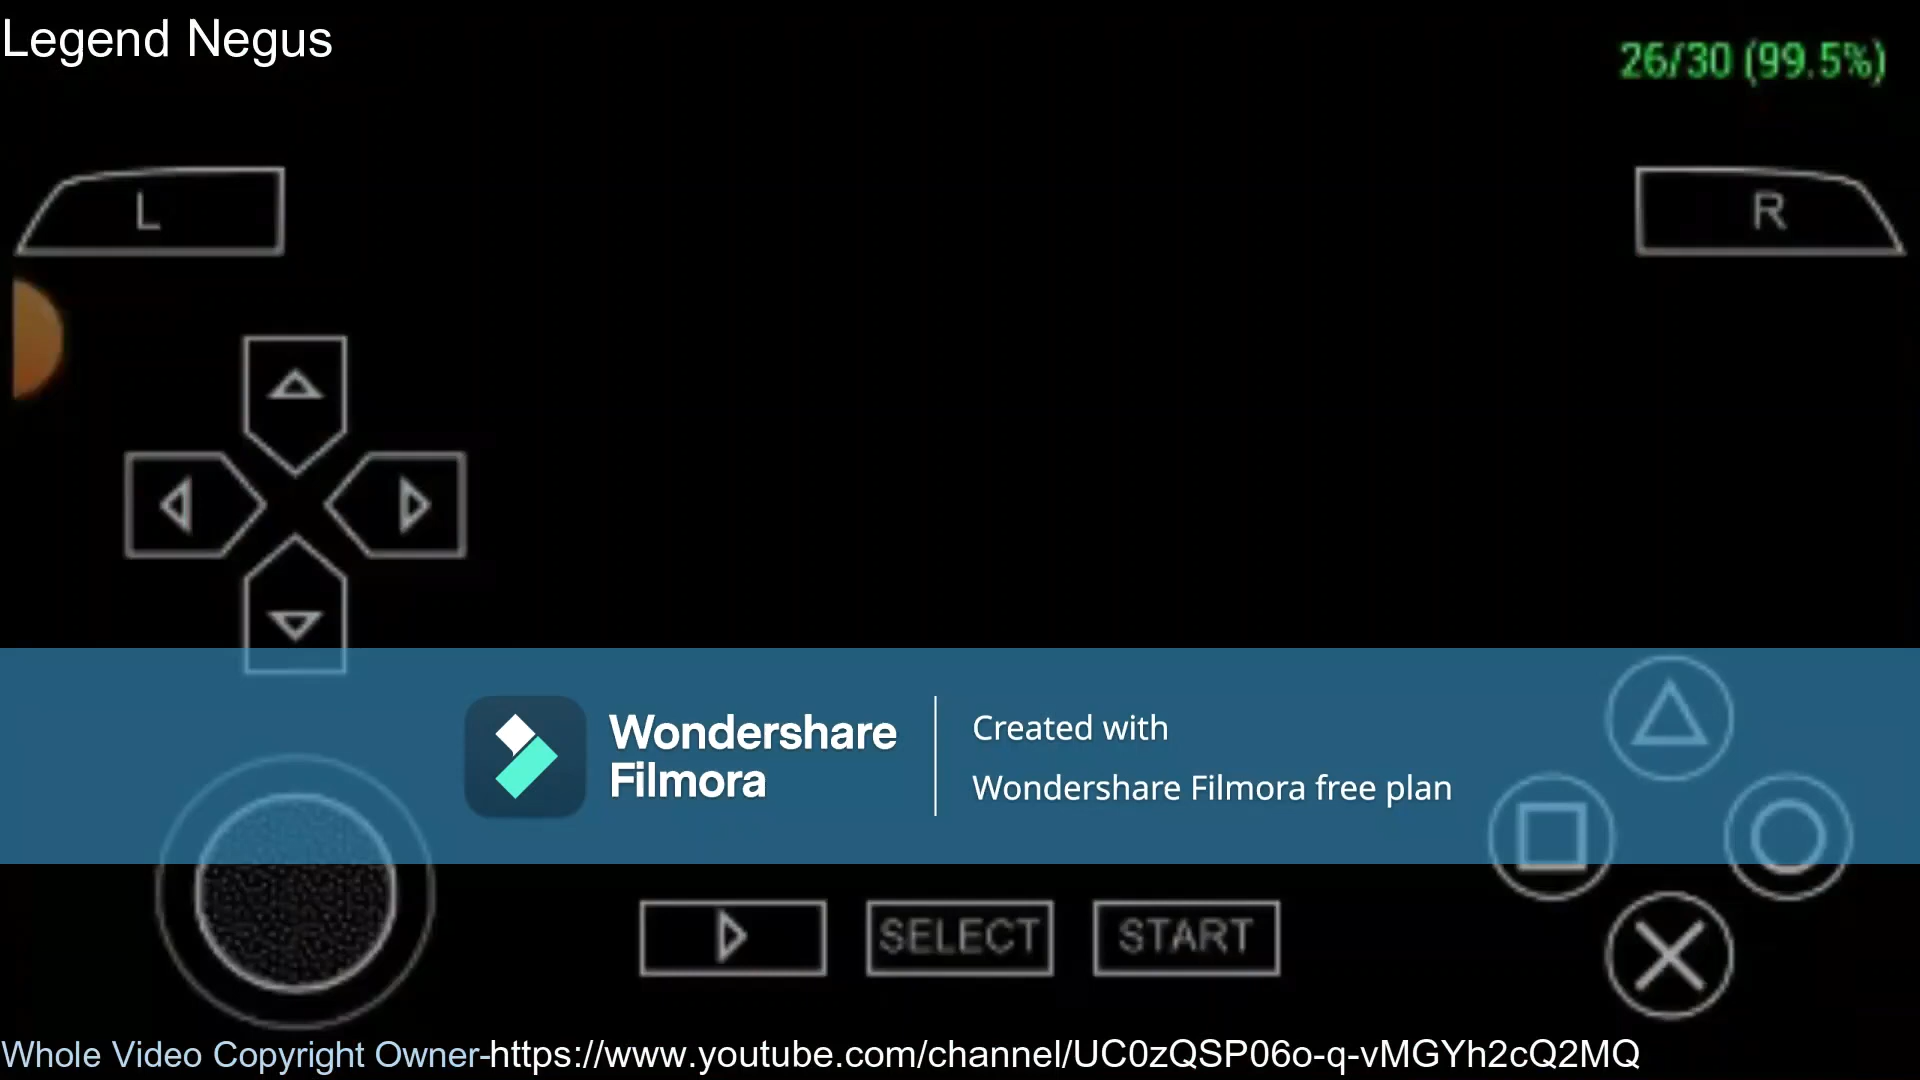 Legend Negus
26/30 (99.5%)
L
R
Wondershare
Filmora
Created with
Wondershare Filmora free plan
SELECT
START
Whole Video Copyright Owner-https://www.youtube.com/channel/UC0zQSP06o-q-vMGYh2cQ2MQ